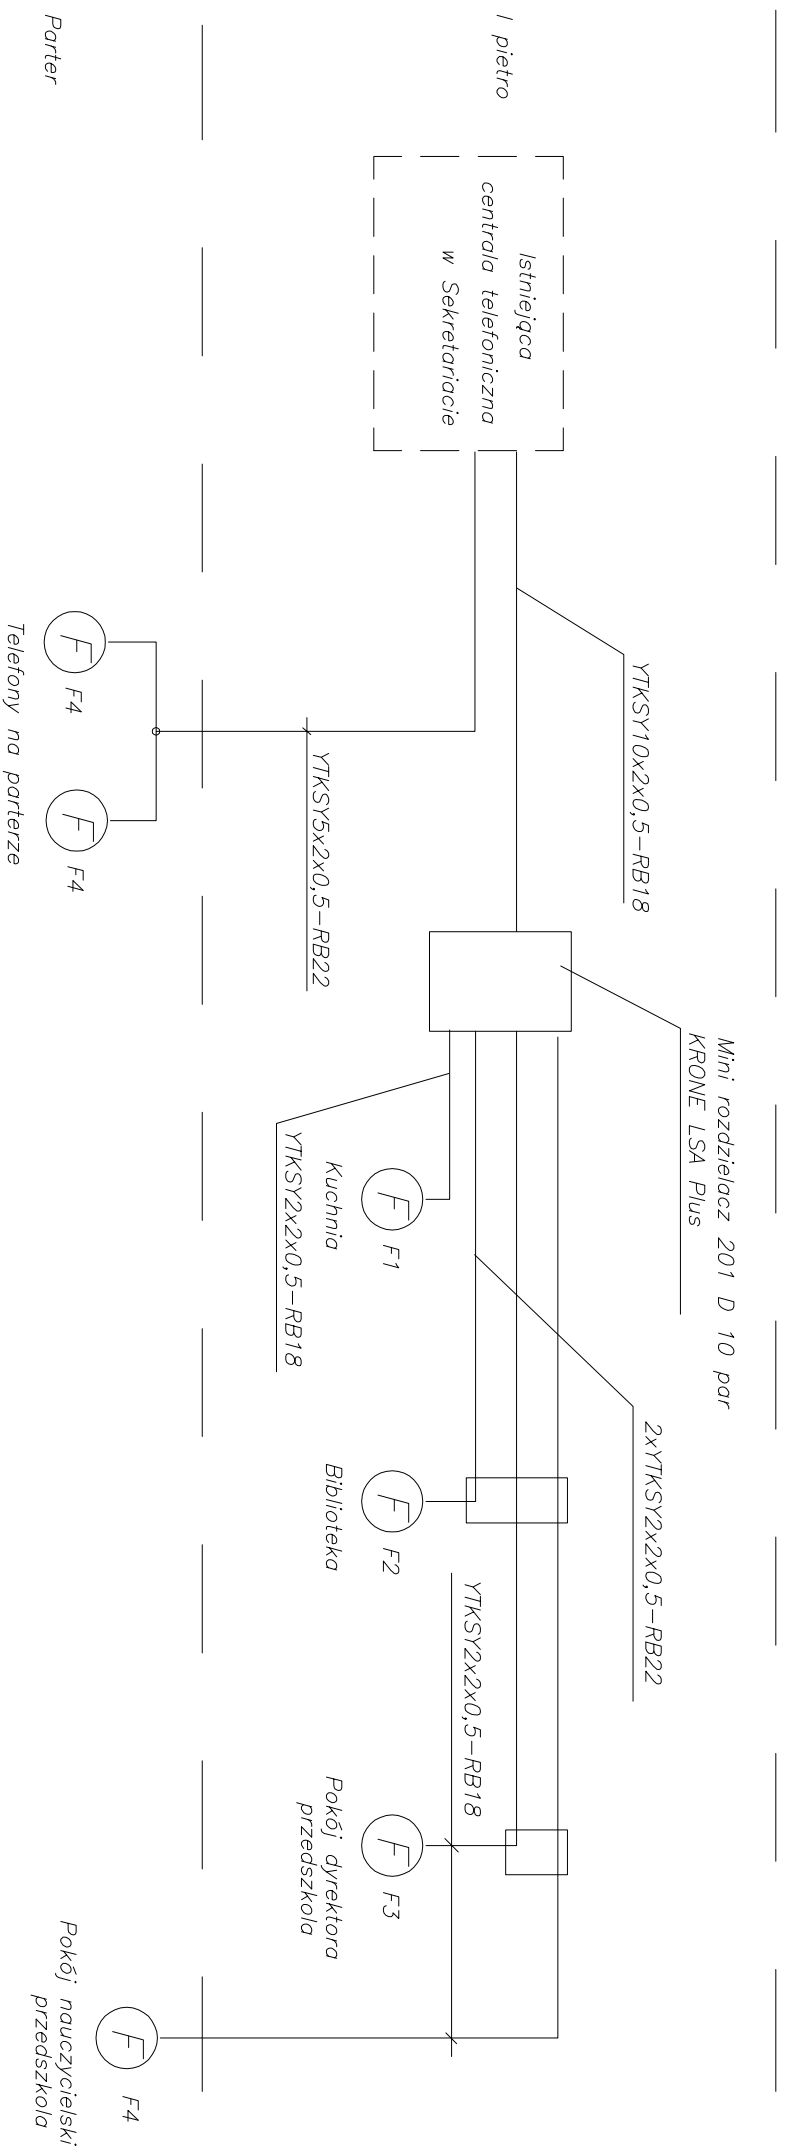 I pietro
Parter
Istniejąca
centrala telefoniczna
w Sekretariacie
YTKSY10x2x0,5-RB18
YTKSY5x2x0,5-RB22
F
F4
F
F4
Telefony na parterze
Mini rozdzielacz 201 D 10 par
KRONE LSA Plus
YTKSY2x2x0,5-RB18
F
F1
Kuchnia
2xYTKSY2x2x0,5-RB22
F
F2
Biblioteka
YTKSY2x2x0,5-RB18
F
F3
Pokój dyrektora
przedszkola
F
F4
Pokój nauczycielski
przedszkola